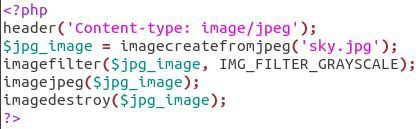 <?php
header('Content-type: image/jpeg');
$jpg_image = imagecreatefromjpeg('sky.jpg');
imagefilter($jpg_image, IMG_FILTER_GRAYSCALE);
imagejpeg($jpg_image);
imagedestroy($jpg_image);
?>